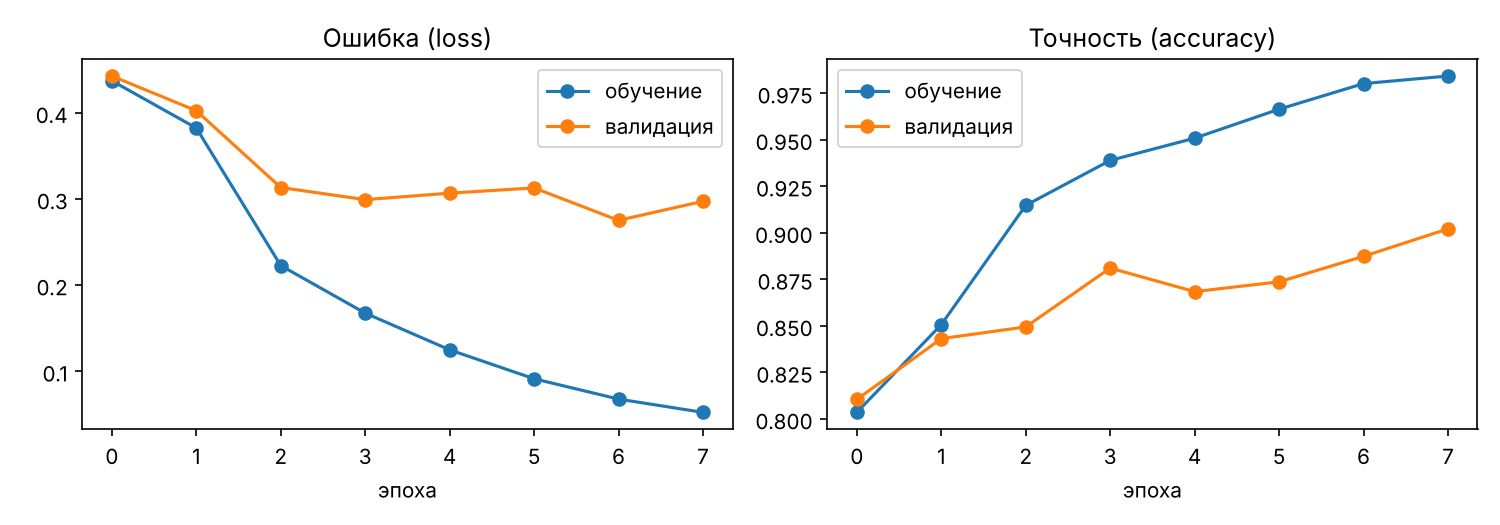 Ошибка (loss)
обучение
валидация
0.4
0.3
0.2
0.1
0 1 2 3 4 5 6 7
эпоха
Точность (accuracy)
обучение
валидация
0.975
0.950
0.925
0.900
0.875
0.850
0.825
0.800
0 1 2 3 4 5 6 7
эпоха